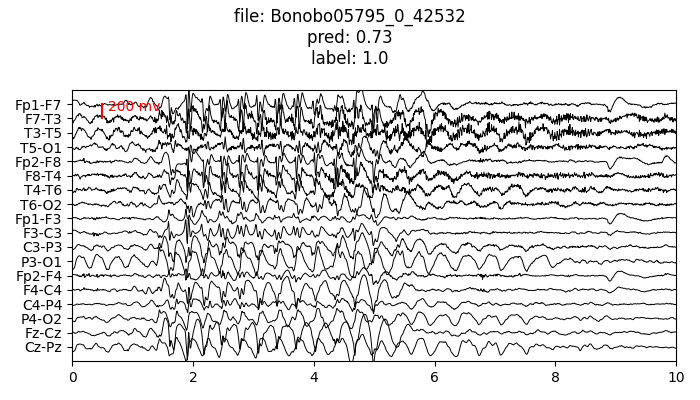 file: Bonobo05795_0_42532
pred: 0.73
label: 1.0
200 mv
Fp1-F7
F7-T3
T3-T5
T5-O1
Fp2-F8
F8-T4
T4-T6
T6-O2
Fp1-F3
F3-C3
C3-P3
P3-O1
Fp2-F4
F4-C4
C4-P4
P4-O2
Fz-Cz
Cz-Pz
0 2 4 6 8 10